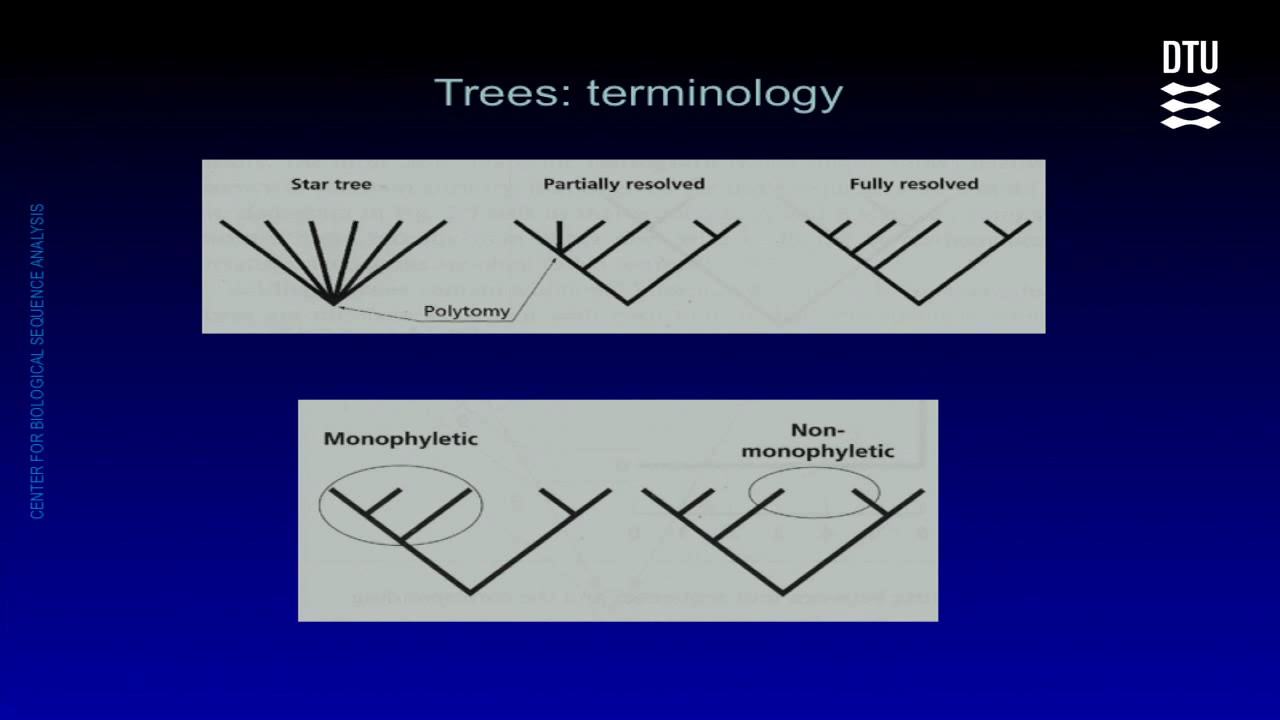 DTU
Trees: terminology
CENTER FOR BIOLOGICAL SEQUENCE ANALYSIS
Star tree
Partially resolved
Fully resolved
Polytomy
Monophyletic
Non-
monophyletic